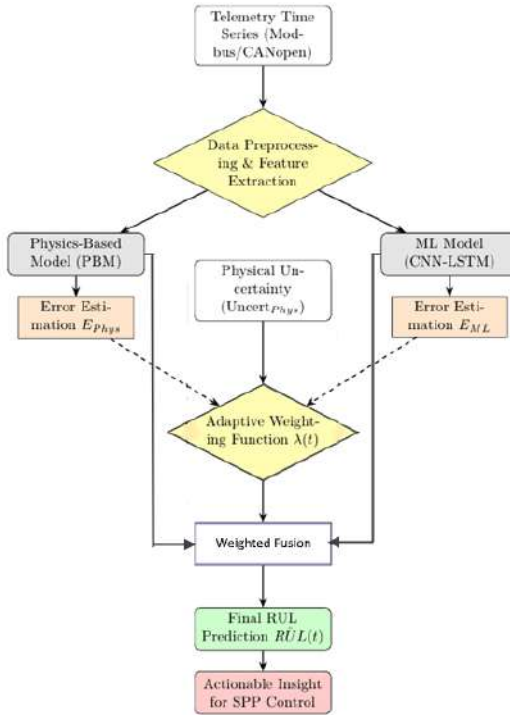 Telemetry Time
Series (Mod-
bus/CANopen)
Data Preprocess-
ing & Feature
Extraction
Physics-Based
Model (PBM)
ML Model
(CNN-LSTM)
Physical Un-
certainty
(Uncert_Phys)
Error Esti-
mation E_Phys
Error Esti-
mation E_ML
Adaptive Weight-
ing Function λ(t)
Weighted Fusion
Final RUL
Prediction RÛL(t)
Actionable Insight
for SPP Control